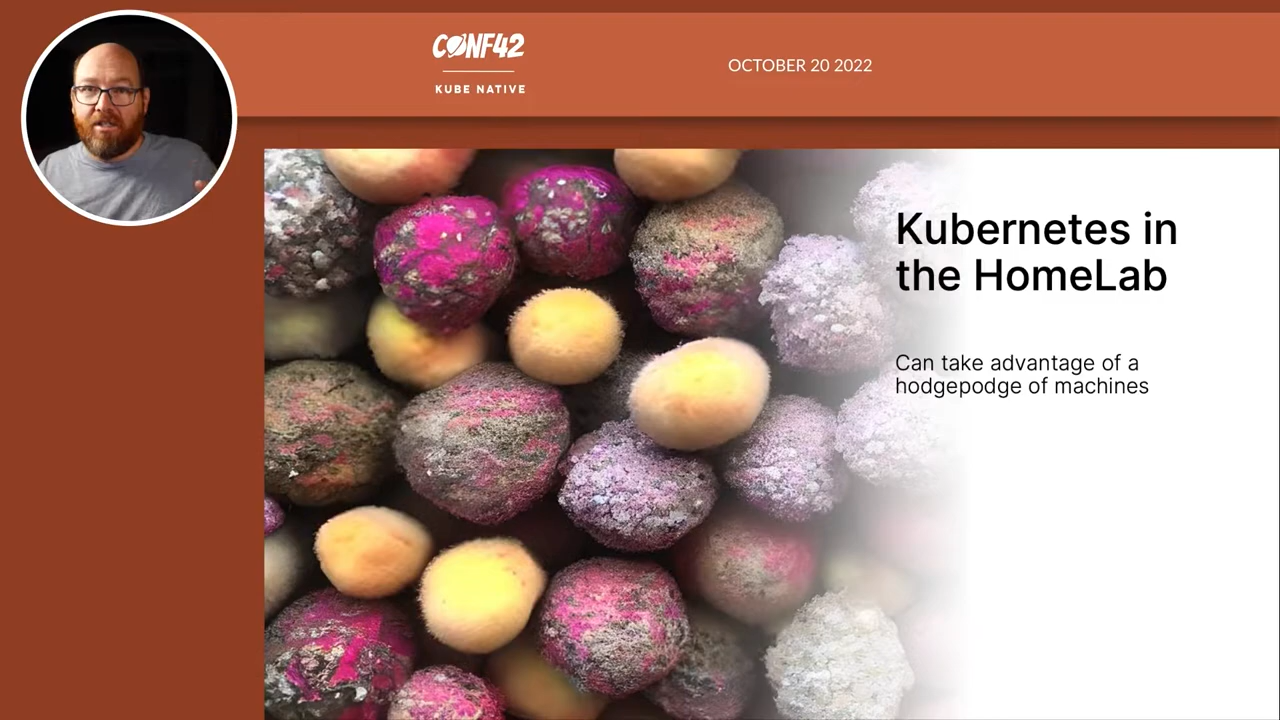 CONF42
KUBE NATIVE
OCTOBER 20 2022
Kubernetes in
the HomeLab
Can take advantage of a
hodgepodge of machines